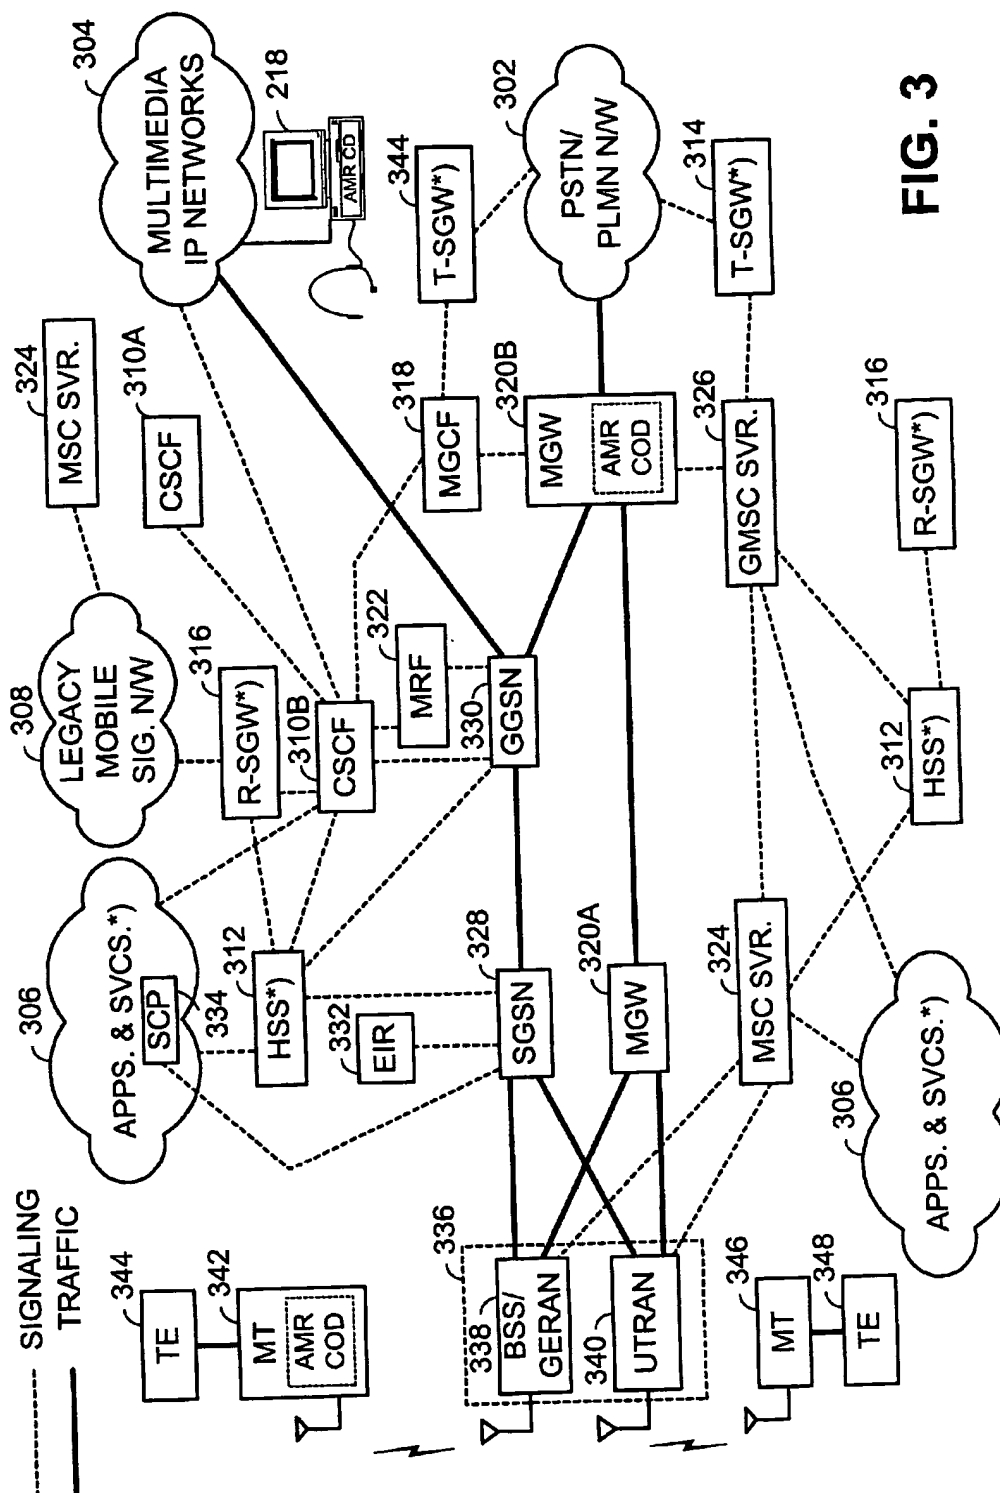 SIGNALING
TRAFFIC
306
APPS. & SVCS.*)
SCP
334
308
LEGACY
MOBILE
SIG. N/W
324
MSC SVR.
304
MULTIMEDIA
IP NETWORKS
310A
CSCF
218
AMR CD
316
R-SGW*)
310B
CSCF
312
HSS*)
344
TE
342
MT
AMR
COD
332
EIR
322
MRF
318
MGCF
344
T-SGW*)
328
SGSN
330
GGSN
320B
MGW
AMR
COD
302
PSTN/
PLMN N/W
336
338
BSS/
GERAN
340
UTRAN
320A
MGW
326
GMSC SVR.
314
T-SGW*)
324
MSC SVR.
346
MT
348
TE
306
APPS. & SVCS.*)
312
HSS*)
316
R-SGW*)
FIG. 3